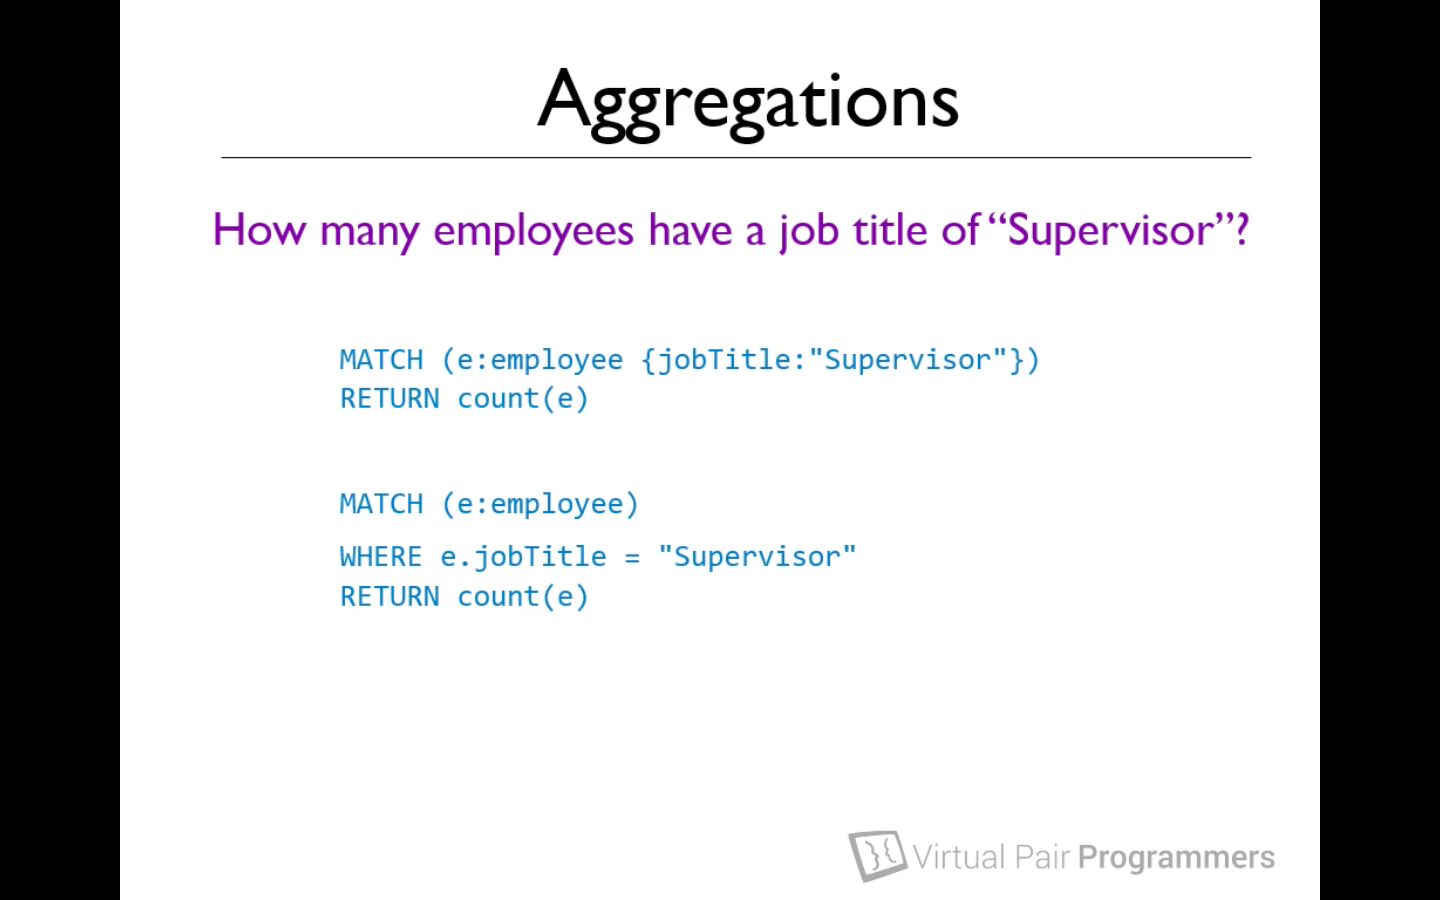 Aggregations
How many employees have a job title of “Supervisor”?
MATCH (e:employee {jobTitle:"Supervisor"})
RETURN count(e)
MATCH (e:employee)
WHERE e.jobTitle = "Supervisor"
RETURN count(e)
Virtual Pair Programmers